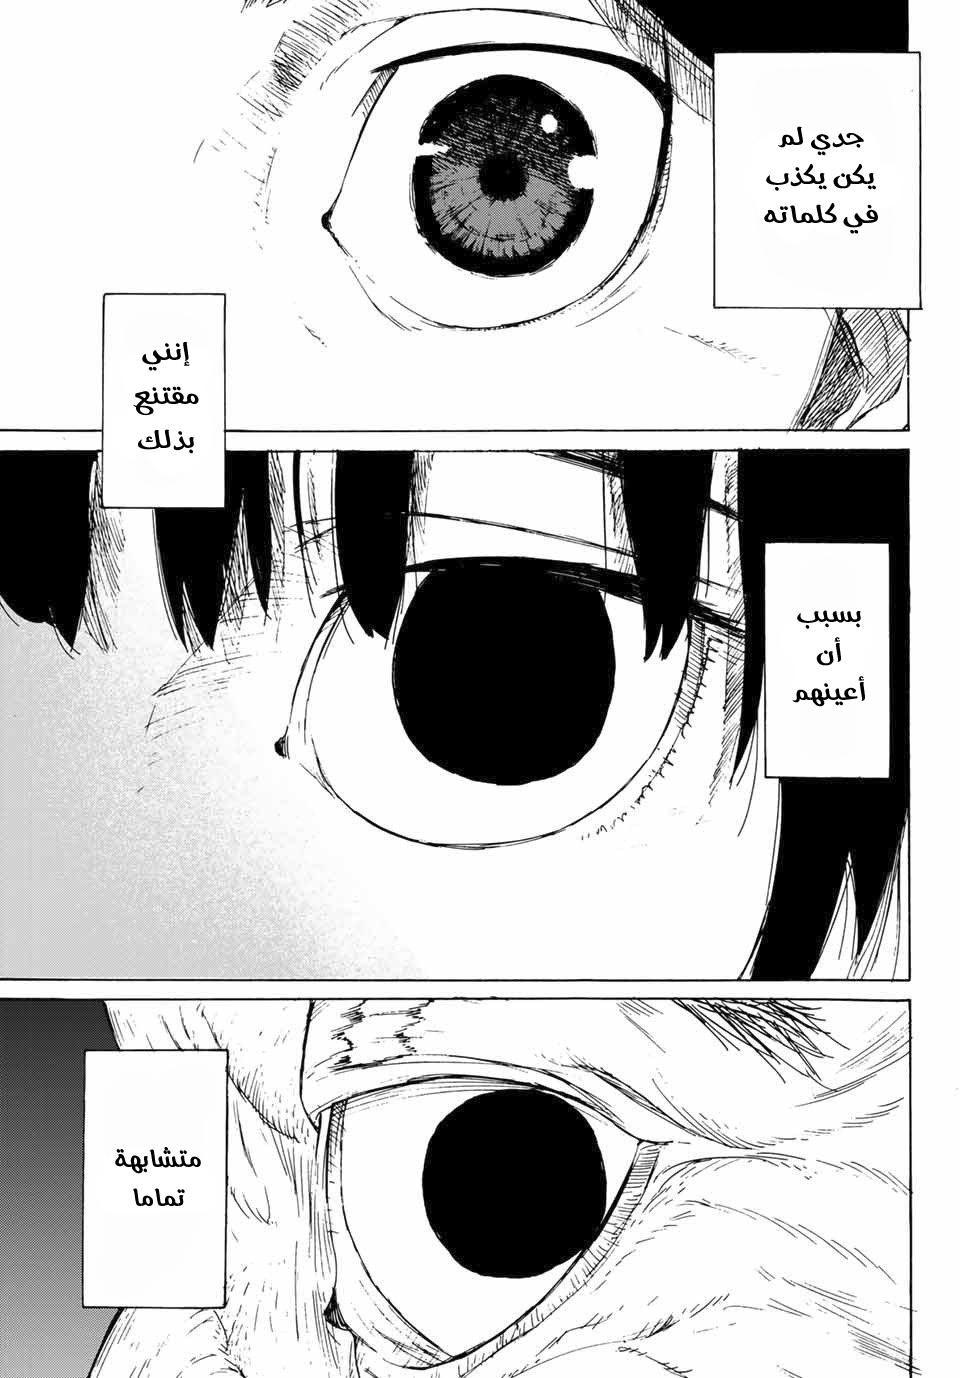 جدي لم
يكن يكذب
في كلماته
إنني
مقتنع
بذلك
بسبب
أن
أعينهم
متشابهة
تماما